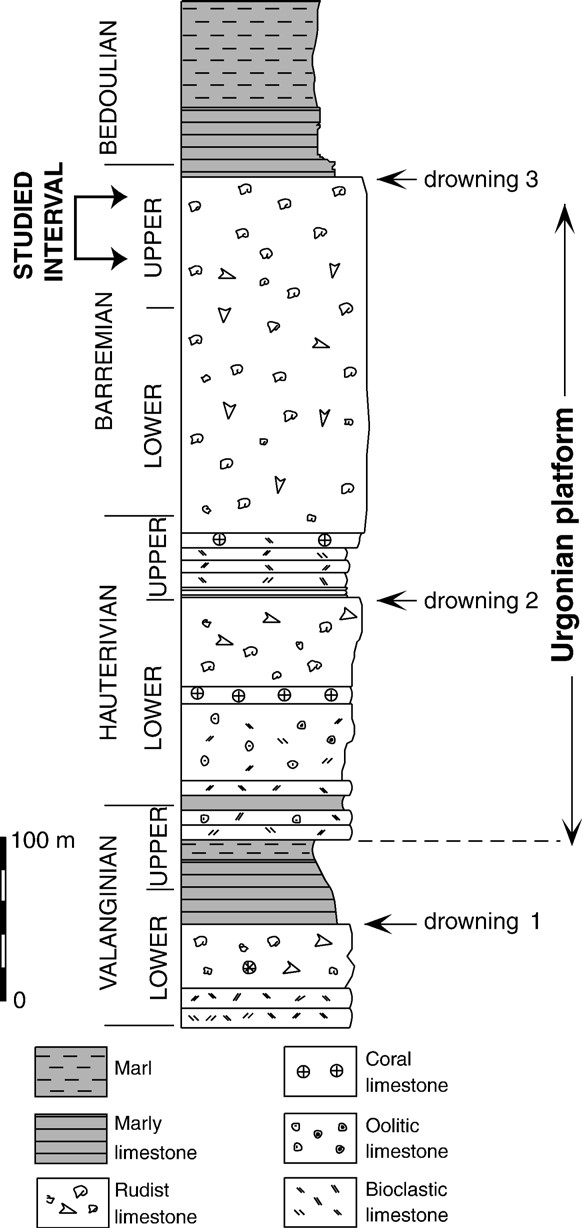 BEDOULIAN
drowning 3
STUDIED
INTERVAL
UPPER
BARREMIAN
LOWER
Urgonian platform
UPPER
drowning 2
HAUTERIVIAN
LOWER
100 m
UPPER
VALANGINIAN
drowning 1
LOWER
0
Marl
Coral
limestone
Marly
limestone
Oolitic
limestone
Rudist
limestone
Bioclastic
limestone